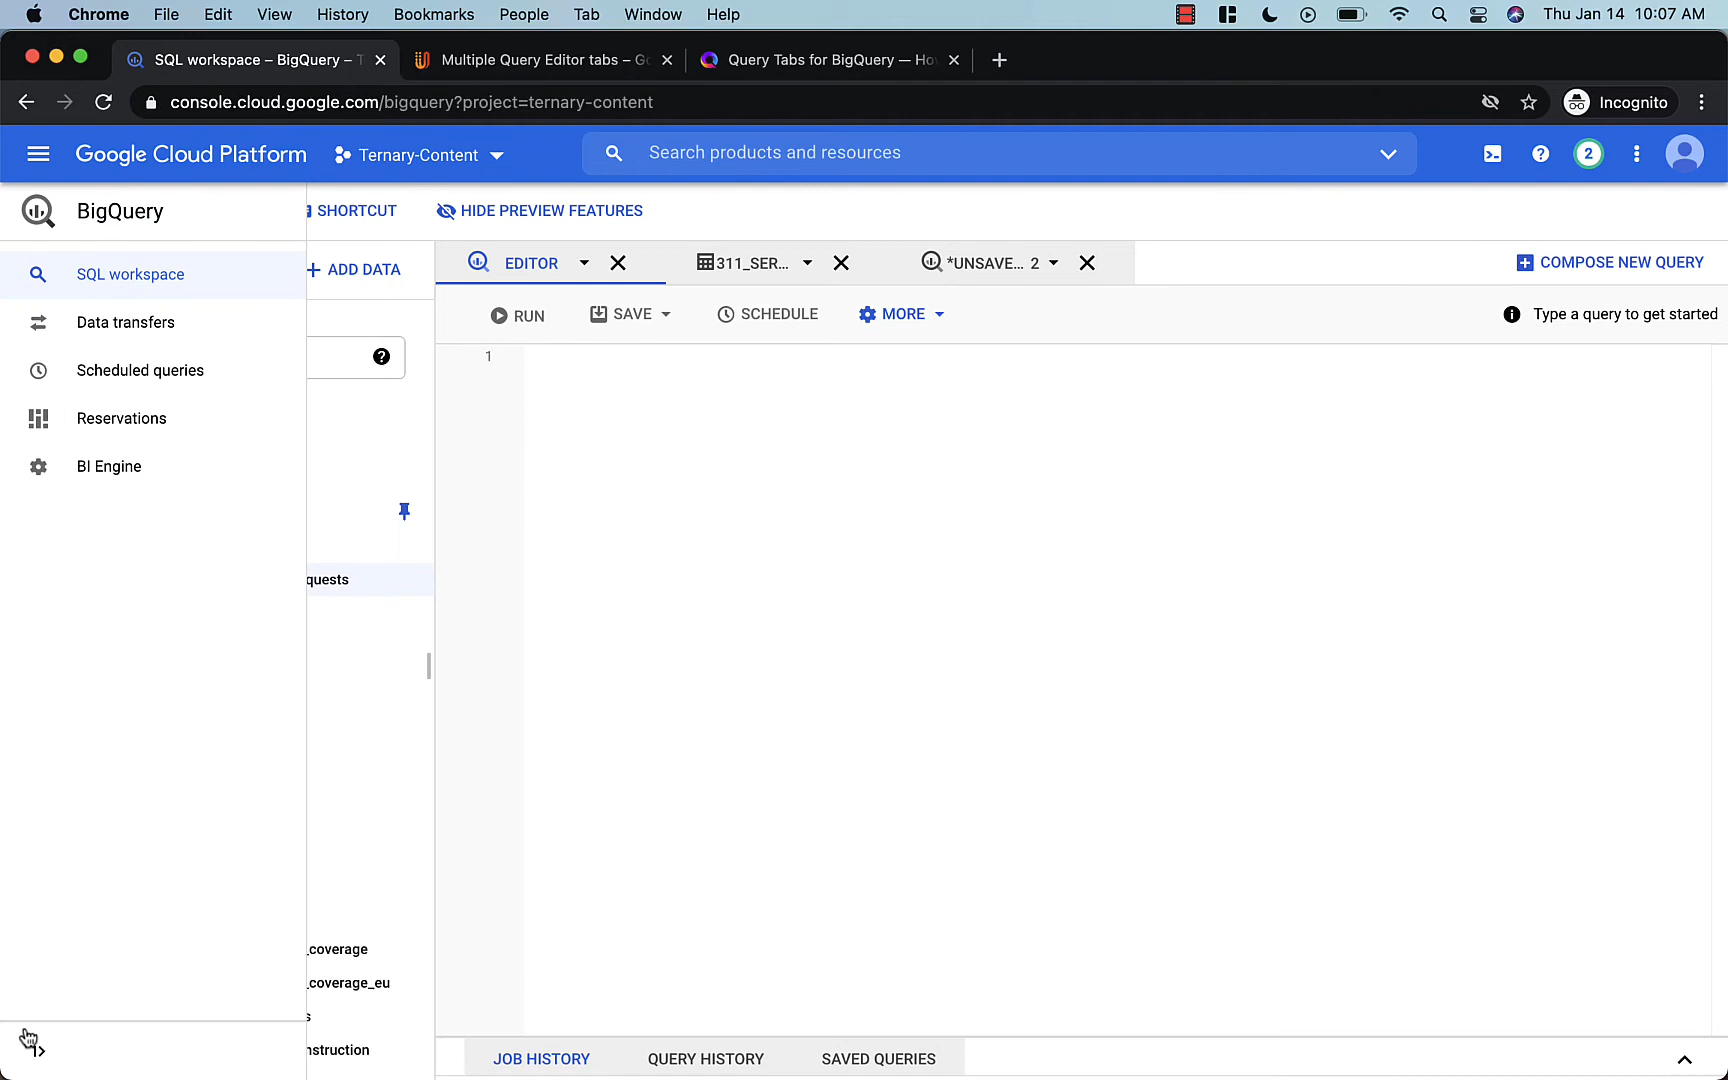 Chrome File Edit View History Bookmarks People Tab Window Help Thu Jan 14 10:07 AM
SQL workspace – BigQuery – T Multiple Query Editor tabs – Go Query Tabs for BigQuery — Ho
console.cloud.google.com/bigquery?project=ternary-content Incognito
Google Cloud Platform Ternary-Content Search products and resources 2
BigQuery SHORTCUT HIDE PREVIEW FEATURES
SQL workspace
Data transfers
Scheduled queries
Reservations
BI Engine
ADD DATA
quests
_coverage
_coverage_eu
s
nstruction
EDITOR 311_SER... *UNSAVE... 2 COMPOSE NEW QUERY
RUN SAVE SCHEDULE MORE Type a query to get started
1
JOB HISTORY QUERY HISTORY SAVED QUERIES